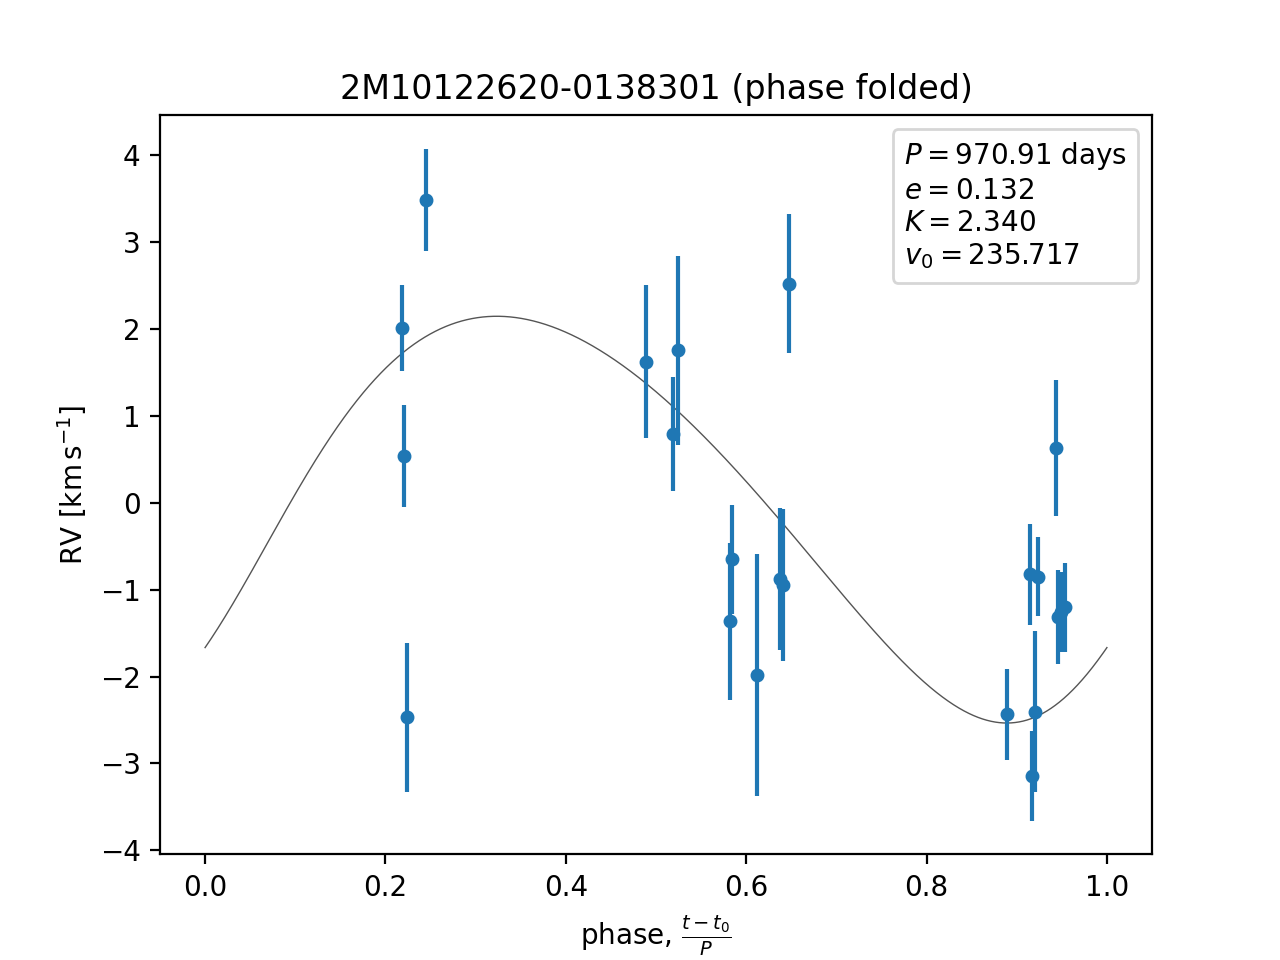 2M10122620-0138301 (phase folded)
P = 970.91 days
e = 0.132
K = 2.340
v₀ = 235.717
4
3
2
1
0
−1
−2
−3
−4
RV [km s⁻¹]
0.0 0.2 0.4 0.6 0.8 1.0
phase, (t − t₀)/P